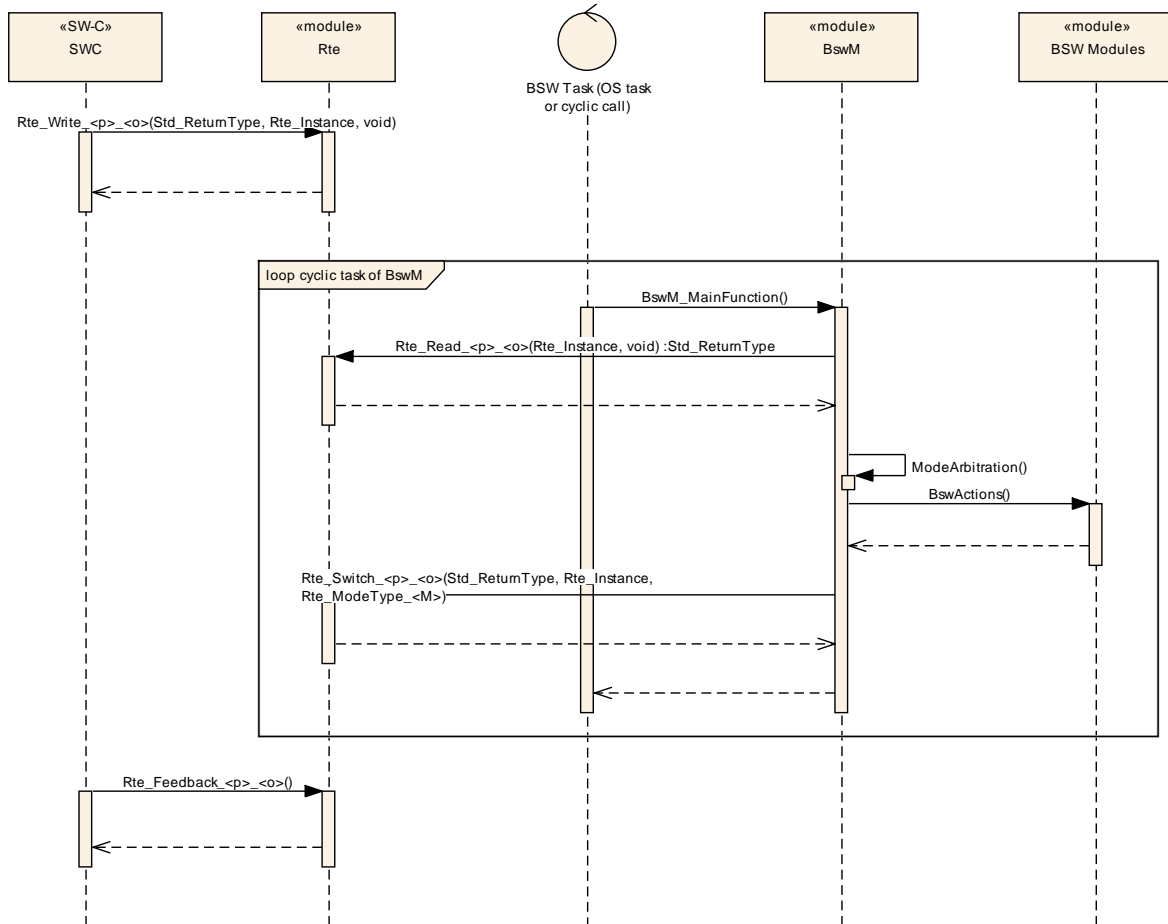 «SW-C»
SWC
«module»
Rte
BSW Task (OS task
or cyclic call)
«module»
BswM
«module»
BSW Modules
Rte_Write_<p>_<o>(Std_ReturnType, Rte_Instance, void)
loop cyclic task of BswM
BswM_MainFunction()
Rte_Read_<p>_<o>(Rte_Instance, void) :Std_ReturnType
ModeArbitration()
BswActions()
Rte_Switch_<p>_<o>(Std_ReturnType, Rte_Instance,
Rte_ModeType_<M>)
Rte_Feedback_<p>_<o>()